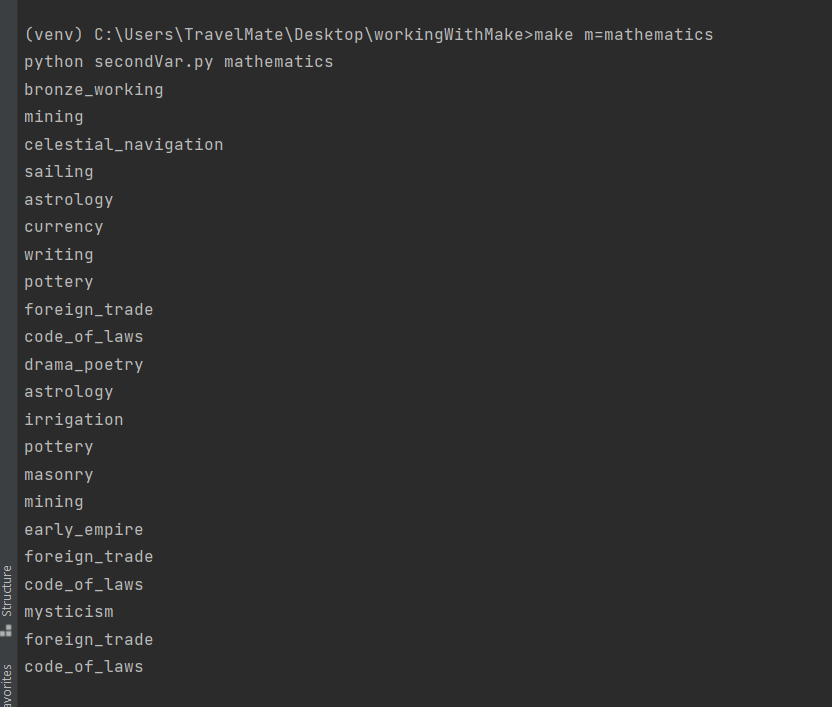 (venv) C:\Users\TravelMate\Desktop\workingWithMake>make m=mathematics
python secondVar.py mathematics
bronze_working
mining
celestial_navigation
sailing
astrology
currency
writing
pottery
foreign_trade
code_of_laws
drama_poetry
astrology
irrigation
pottery
masonry
mining
early_empire
foreign_trade
code_of_laws
mysticism
foreign_trade
code_of_laws
Structure
avorites